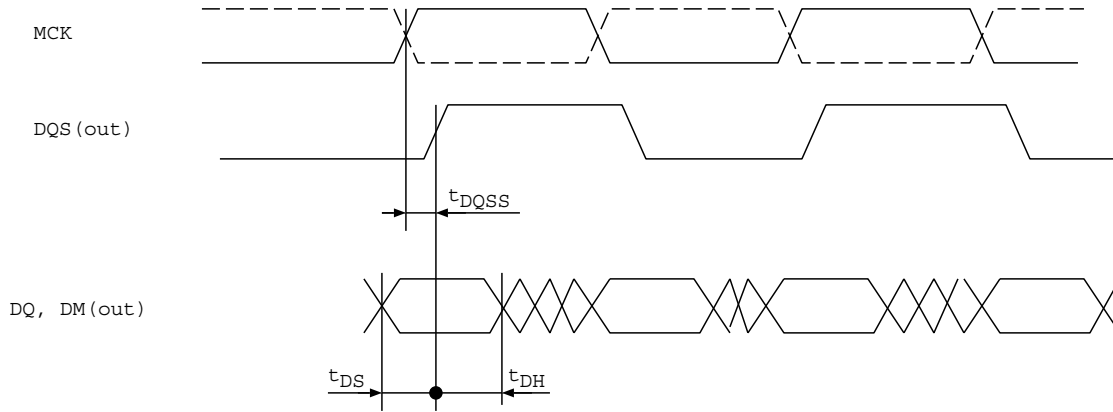 MCK
DQS(out)
tDQSS
DQ, DM(out)
tDS
tDH